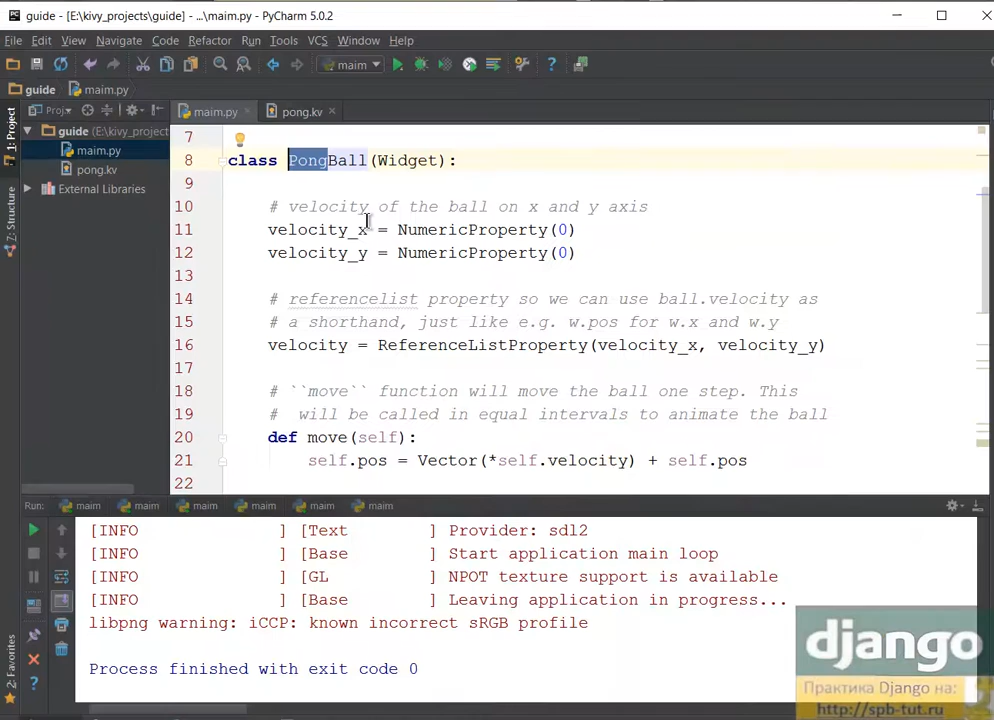 guide - [E:\kivy_projects\guide] - ...\maim.py - PyCharm 5.0.2
File Edit View Navigate Code Refactor Run Tools VCS Window Help
maim
guide maim.py
Proj.. maim.py × pong.kv ×
1: Project
guide (E:\kivy_project
maim.py
pong.kv
External Libraries
7: Structure
7
8 class PongBall(Widget):
9
10 # velocity of the ball on x and y axis
11 velocity_x = NumericProperty(0)
12 velocity_y = NumericProperty(0)
13
14 # referencelist property so we can use ball.velocity as
15 # a shorthand, just like e.g. w.pos for w.x and w.y
16 velocity = ReferenceListProperty(velocity_x, velocity_y)
17
18 # ``move`` function will move the ball one step. This
19 #  will be called in equal intervals to animate the ball
20 def move(self):
21 self.pos = Vector(*self.velocity) + self.pos
22
Run: maim maim maim maim maim maim
[INFO ] [Text ] Provider: sdl2
[INFO ] [Base ] Start application main loop
[INFO ] [GL ] NPOT texture support is available
[INFO ] [Base ] Leaving application in progress...
libpng warning: iCCP: known incorrect sRGB profile
Process finished with exit code 0
2: Favorites
django
Практика Django на:
http://spb-tut.ru